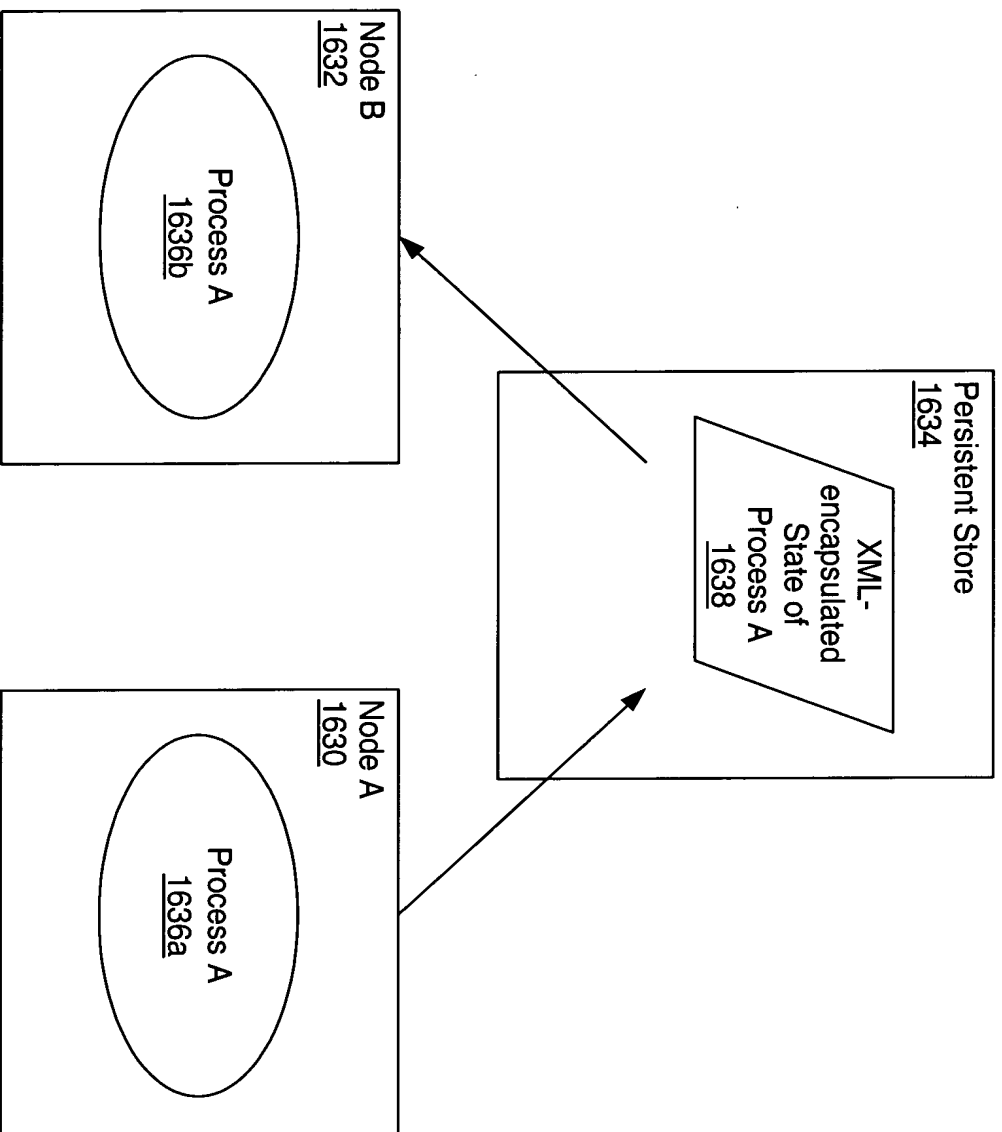 Persistent Store
1634
XML-
encapsulated
State of
Process A
1638
Node B
1632
Process A
1636b
Node A
1630
Process A
1636a